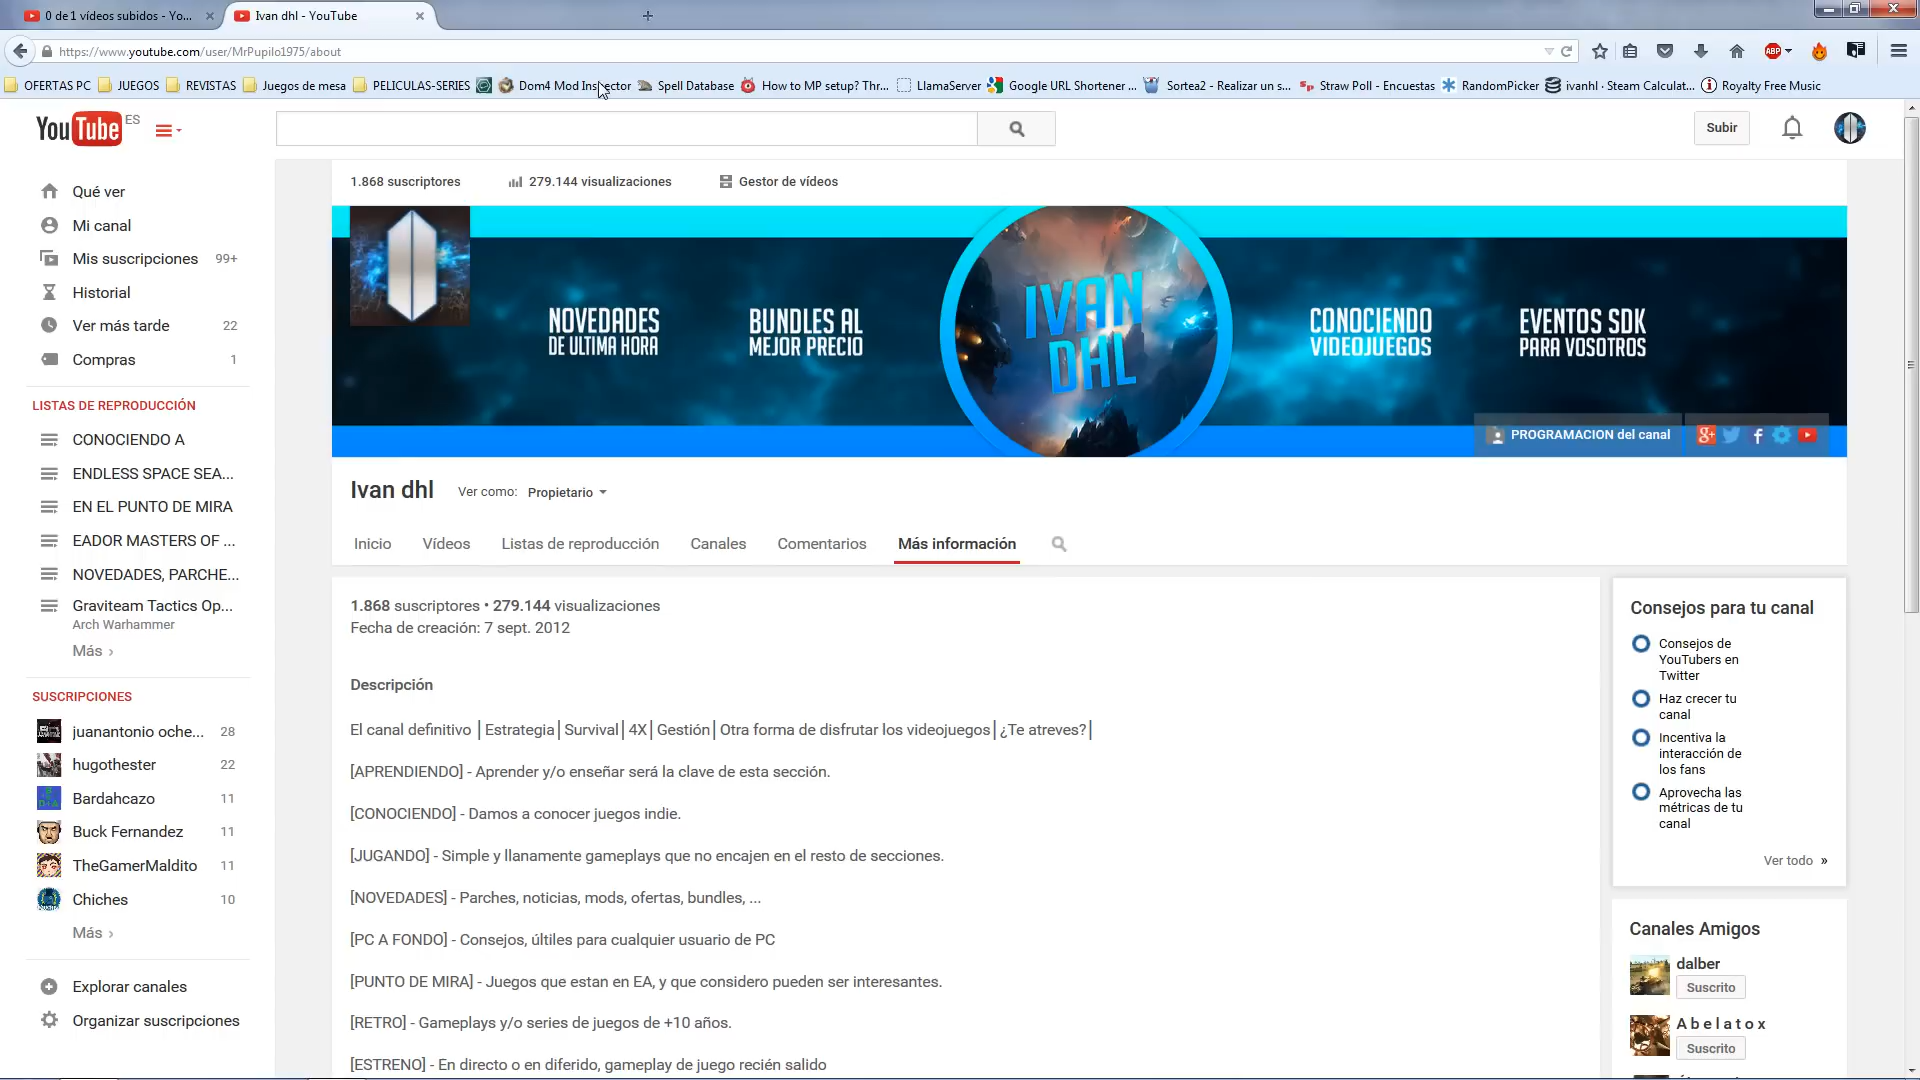 0 de 1 vídeos subidos - Yo...
Ivan dhl - YouTube
https://www.youtube.com/user/MrPupilo1975/about
ABP
OFERTAS PC
JUEGOS
REVISTAS
Juegos de mesa
PELICULAS-SERIES
Dom4 Mod Inspector
Spell Database
How to MP setup? Thr...
LlamaServer
Google URL Shortener ...
Sortea2 - Realizar un s...
Straw Poll - Encuestas
RandomPicker
ivanhl · Steam Calculat...
Royalty Free Music
YouTube ES
Subir
Qué ver
Mi canal
Mis suscripciones 99+
Historial
Ver más tarde 22
Compras 1
LISTAS DE REPRODUCCIÓN
CONOCIENDO A
ENDLESS SPACE SEA...
EN EL PUNTO DE MIRA
EADOR MASTERS OF ...
NOVEDADES, PARCHE...
Graviteam Tactics Op...
Arch Warhammer
Más ›
SUSCRIPCIONES
juanantonio oche... 28
hugothester 22
Bardahcazo 11
Buck Fernandez 11
TheGamerMaldito 11
Chiches 10
Más ›
Explorar canales
Organizar suscripciones
1.868 suscriptores
279.144 visualizaciones
Gestor de vídeos
NOVEDADES
DE ULTIMA HORA
BUNDLES AL
MEJOR PRECIO
IVAN
DHL
CONOCIENDO
VIDEOJUEGOS
EVENTOS SDK
PARA VOSOTROS
PROGRAMACION del canal
Ivan dhl
Ver como: Propietario
Inicio
Vídeos
Listas de reproducción
Canales
Comentarios
Más información
1.868 suscriptores • 279.144 visualizaciones
Fecha de creación: 7 sept. 2012
Descripción
El canal definitivo │Estrategia│Survival│4X│Gestión│Otra forma de disfrutar los videojuegos│¿Te atreves?│
[APRENDIENDO] - Aprender y/o enseñar será la clave de esta sección.
[CONOCIENDO] - Damos a conocer juegos indie.
[JUGANDO] - Simple y llanamente gameplays que no encajen en el resto de secciones.
[NOVEDADES] - Parches, noticias, mods, ofertas, bundles, ...
[PC A FONDO] - Consejos, últiles para cualquier usuario de PC
[PUNTO DE MIRA] - Juegos que estan en EA, y que considero pueden ser interesantes.
[RETRO] - Gameplays y/o series de juegos de +10 años.
[ESTRENO] - En directo o en diferido, gameplay de juego recién salido
Consejos para tu canal
Consejos de
YouTubers en
Twitter
Haz crecer tu
canal
Incentiva la
interacción de
los fans
Aprovecha las
métricas de tu
canal
Ver todo »
Canales Amigos
dalber
Suscrito
A b e l a t o x
Suscrito